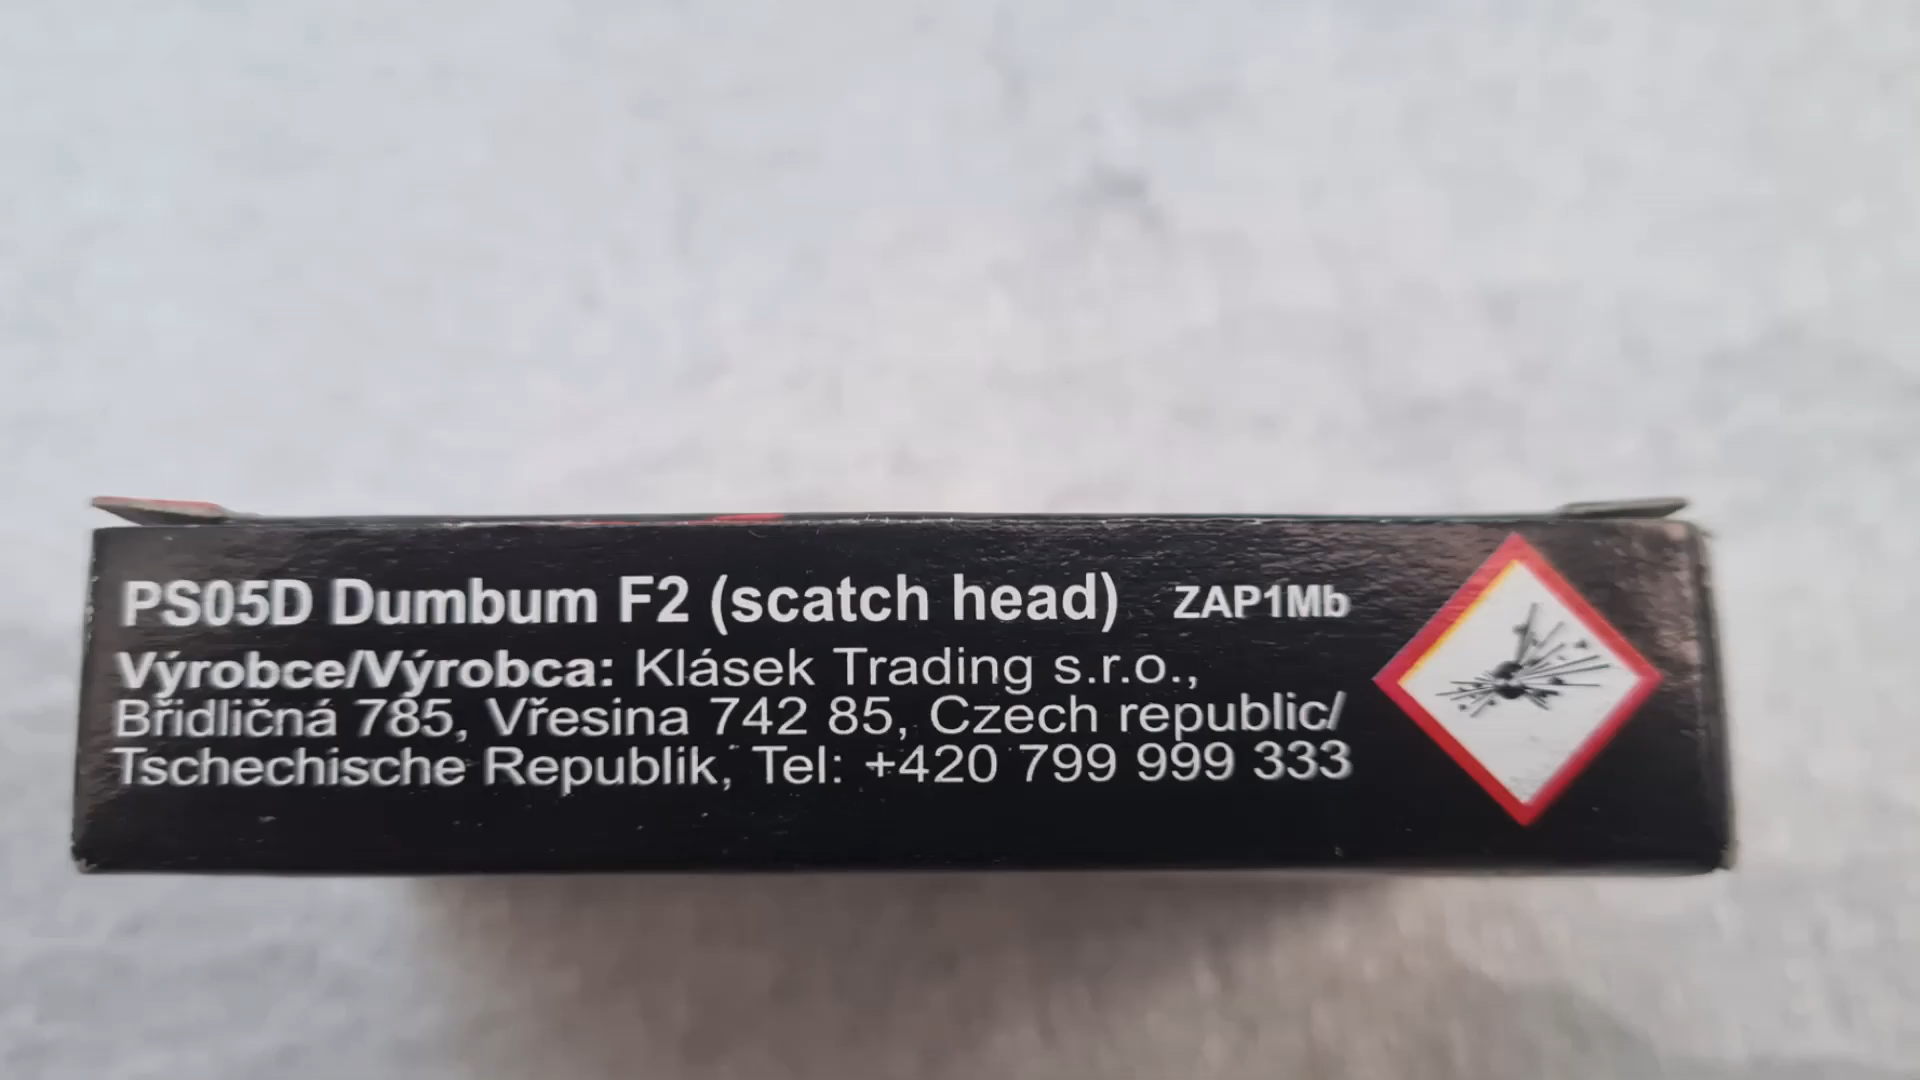 PS05D Dumbum F2 (scatch head) ZAP1Mb
Výrobce/Výrobca: Klásek Trading s.r.o.,
Břidličná 785, Vřesina 742 85, Czech republic/
Tschechische Republik, Tel: +420 799 999 333